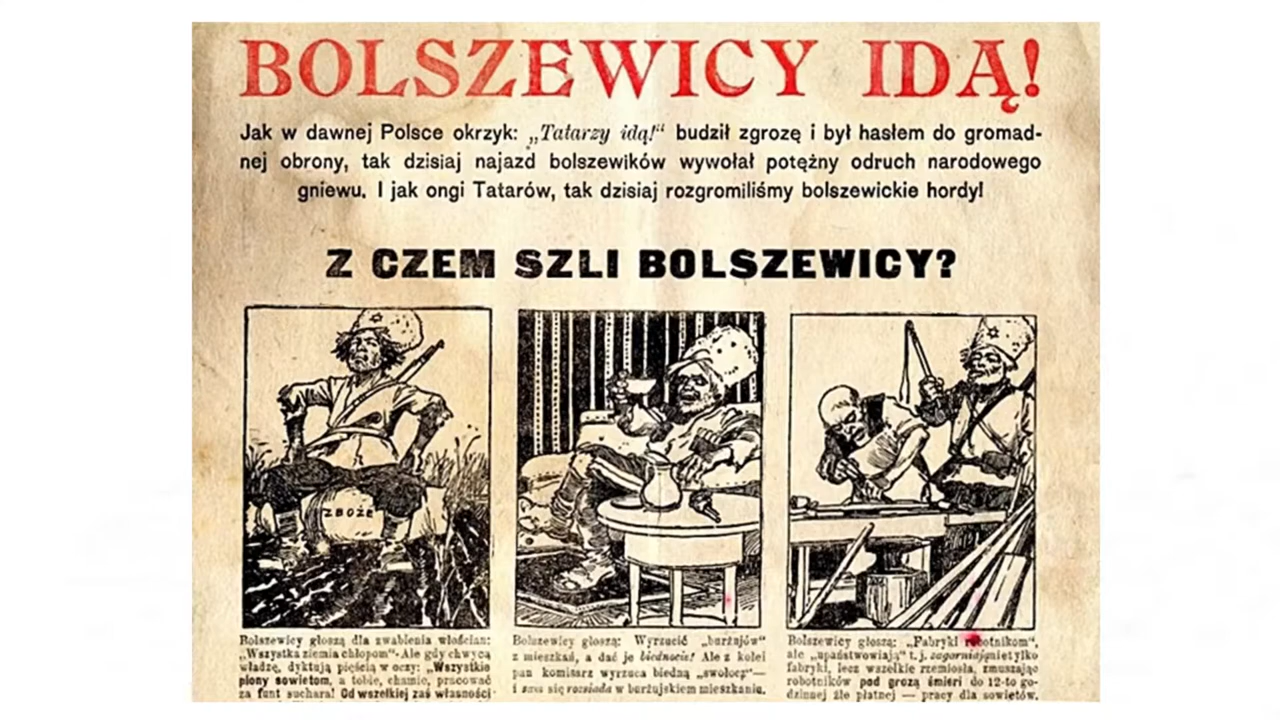 BOLSZEWICY IDĄ!
Jak w dawnej Polsce okrzyk: „Tatarzy idą!“ budził zgrozę i był hasłem do gromad-
nej obrony, tak dzisiaj najazd bolszewików wywołał potężny odruch narodowego
gniewu. I jak ongi Tatarów, tak dzisiaj rozgromiliśmy bolszewickie hordy!
Z CZEM SZLI BOLSZEWICY?
ZBOŻE
Bolszewicy głoszą dla zwabienia włościan:
„Wszystka ziemia chłopom“- Ale gdy chwycą
władzę, dyktują pięścią w oczy: „Wszystkie
plony sowietom, a tobie, chamie, pracować
za funt suchara! Od wszelkiej zaś własności
Bolszewicy głoszą: Wyrzucić „burżujów“
z mieszkań, a dać je biednocie! Ale z kolei
pan komisarz wyrzuca biedną „swołocz“—
i sam się rozsiada w burżujskiem mieszkaniu.
Bolszewicy głoszą: „Fabryki robotnikom“,
ale „upaństwowiają“ t. j. zagarniają nietylko
fabryki, lecz wszelkie rzemiosła, zmuszając
robotników pod grozą śmieri do 12-to go-
dzinnej źle płatnej — pracy dla sowietów.